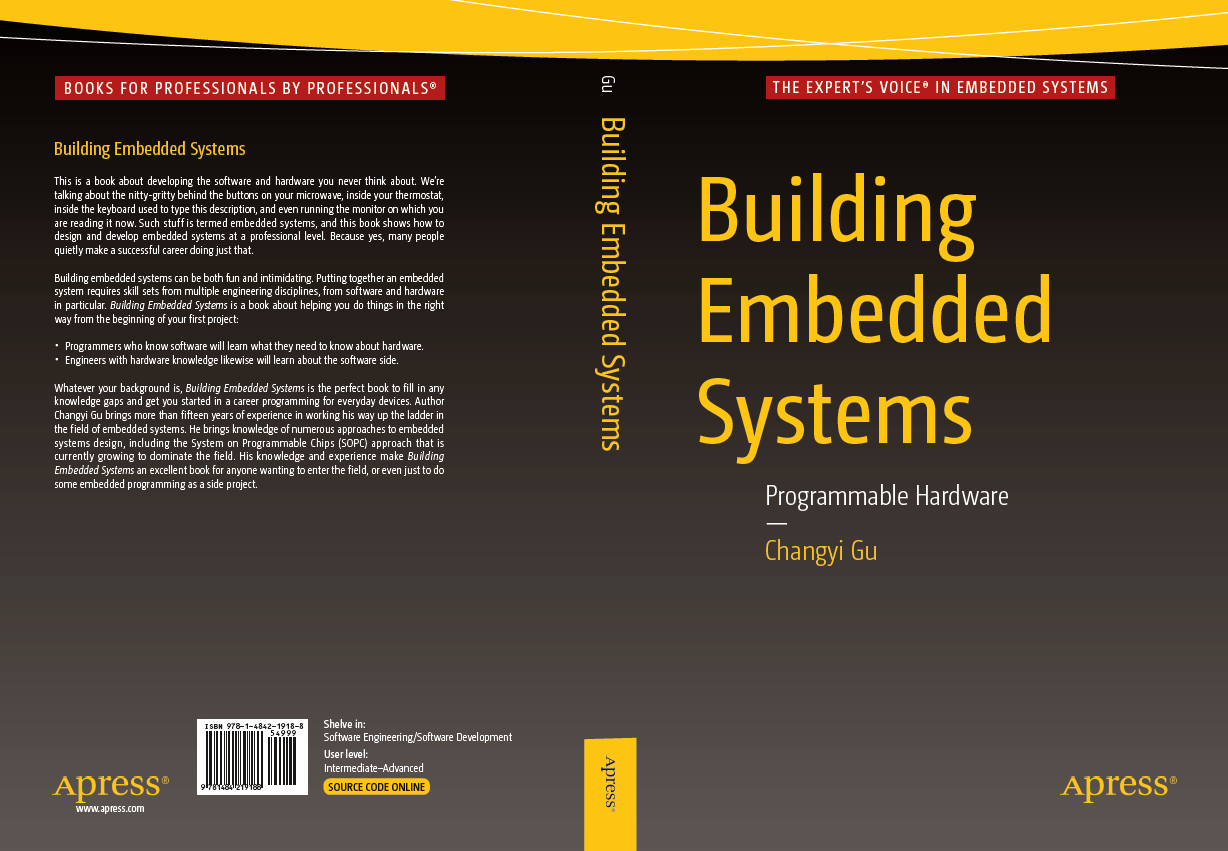 BOOKS FOR PROFESSIONALS BY PROFESSIONALS®
Building Embedded Systems
This is a book about developing the software and hardware you never think about. We're
talking about the nitty-gritty behind the buttons on your microwave, inside your thermostat,
inside the keyboard used to type this description, and even running the monitor on which you
are reading it now. Such stuff is termed embedded systems, and this book shows how to
design and develop embedded systems at a professional level. Because yes, many people
quietly make a successful career doing just that.
Building embedded systems can be both fun and intimidating. Putting together an embedded
system requires skill sets from multiple engineering disciplines, from software and hardware
in particular. Building Embedded Systems is a book about helping you do things in the right
way from the beginning of your first project:
• Programmers who know software will learn what they need to know about hardware.
• Engineers with hardware knowledge likewise will learn about the software side.
Whatever your background is, Building Embedded Systems is the perfect book to fill in any
knowledge gaps and get you started in a career programming for everyday devices. Author
Changyi Gu brings more than fifteen years of experience in working his way up the ladder in
the field of embedded systems. He brings knowledge of numerous approaches to embedded
systems design, including the System on Programmable Chips (SOPC) approach that is
currently growing to dominate the field. His knowledge and experience make Building
Embedded Systems an excellent book for anyone wanting to enter the field, or even just to do
some embedded programming as a side project.
Apress®
www.apress.com
ISBN 978-1-4842-1918-8
54999
9 781484 219188
Shelve in:
Software Engineering/Software Development
User level:
Intermediate–Advanced
SOURCE CODE ONLINE
Gu
Building Embedded Systems
Apress®
THE EXPERT'S VOICE® IN EMBEDDED SYSTEMS
Building
Embedded
Systems
Programmable Hardware
—
Changyi Gu
Apress®